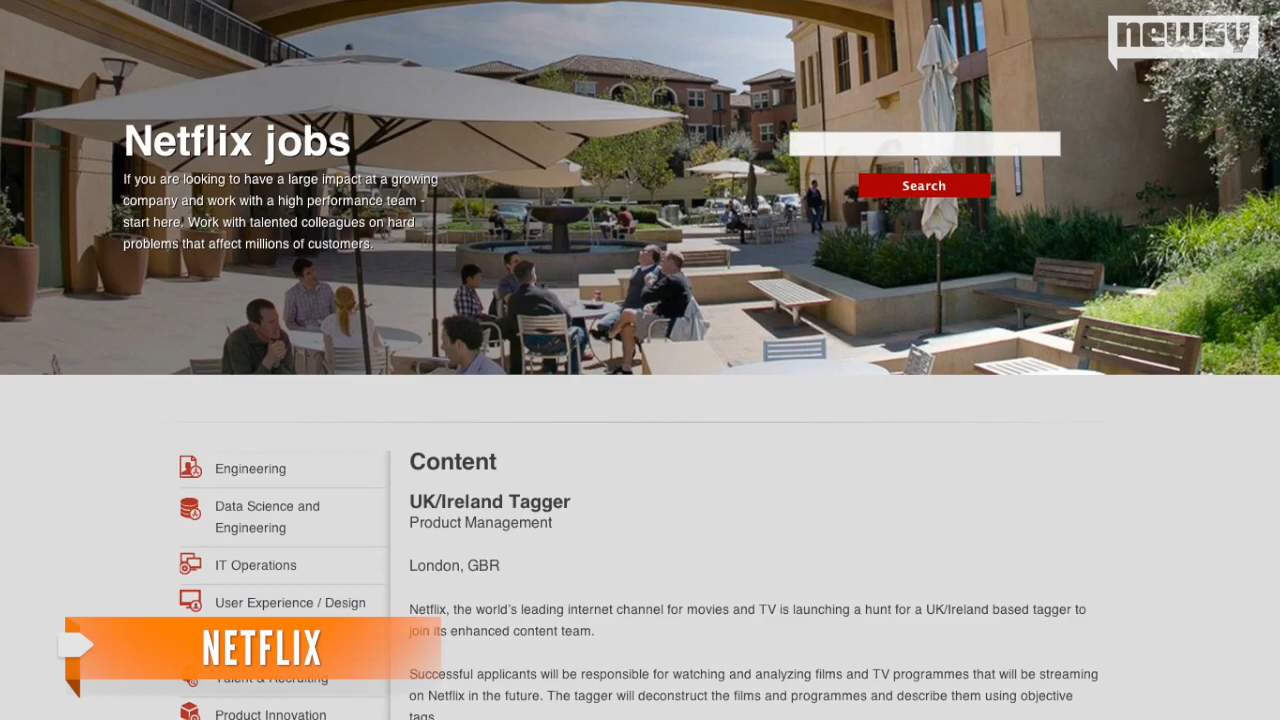 newsy
Netflix jobs
If you are looking to have a large impact at a growing
company and work with a high performance team -
start here. Work with talented colleagues on hard
problems that affect millions of customers.
Search
Engineering
Data Science and
Engineering
IT Operations
User Experience / Design
Talent & Recruiting
Product Innovation
Content
UK/Ireland Tagger
Product Management
London, GBR
Netflix, the world's leading internet channel for movies and TV is launching a hunt for a UK/Ireland based tagger to
join its enhanced content team.
Successful applicants will be responsible for watching and analyzing films and TV programmes that will be streaming
on Netflix in the future. The tagger will deconstruct the films and programmes and describe them using objective
tags.
NETFLIX